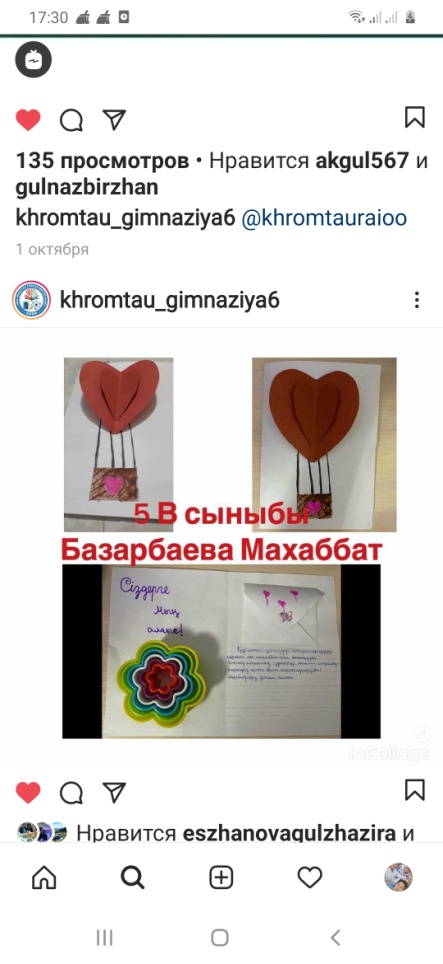 17:30
135 просмотров • Нравится akgul567 и
gulnazbirzhan
khromtau_gimnaziya6 @khromtauraioo
1 октября
khromtau_gimnaziya6
5 В сыныбы
Базарбаева Махаббат
Сіздерге
мың
алғыс!
inCollage
Нравится eszhanovagulzhazira и